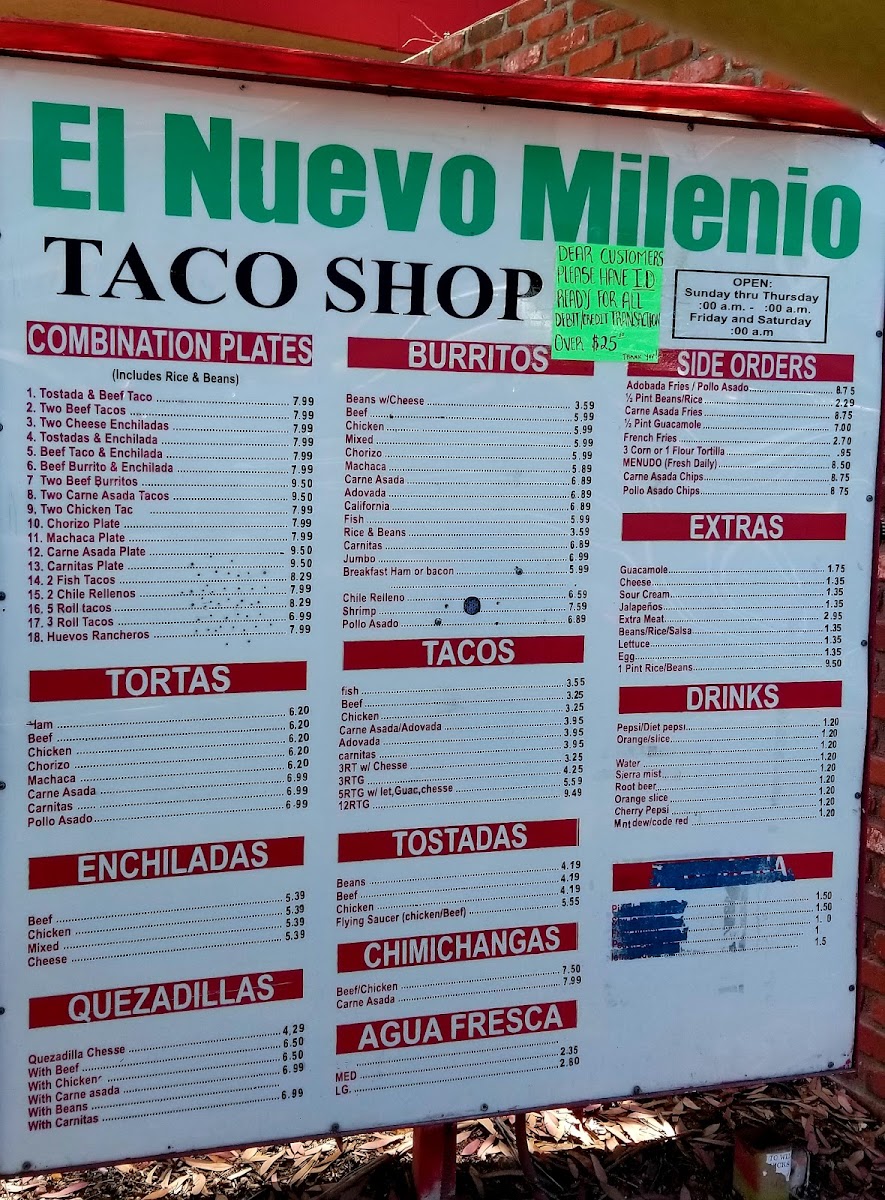 El Nuevo Milenio
TACO SHOP
DEAR CUSTOMERS
PLEASE HAVE I.D
READY FOR ALL
DEBIT/CREDIT TRANSACTION
OVER $25
THANK YOU
OPEN:
Sunday thru Thursday
:00 a.m. - :00 a.m.
Friday and Saturday
:00 a.m
COMBINATION PLATES
(Includes Rice & Beans)
1. Tostada & Beef Taco 7.99
2. Two Beef Tacos 7.99
3. Two Cheese Enchiladas 7.99
4. Tostadas & Enchilada 7.99
5. Beef Taco & Enchilada 7.99
6. Beef Burrito & Enchilada 7.99
7 Two Beef Burritos 9.50
8. Two Carne Asada Tacos 9.50
9. Two Chicken Tac 7.99
10. Chorizo Plate 7.99
11. Machaca Plate 7.99
12. Carne Asada Plate 9.50
13. Carnitas Plate 9.50
14. 2 Fish Tacos 8.29
15. 2 Chile Rellenos 7.99
16. 5 Roll tacos 8.29
17. 3 Roll Tacos 6.99
18. Huevos Rancheros 7.99
TORTAS
Ham 6.20
Beef 6.20
Chicken 6.20
Chorizo 6.20
Machaca 6.20
Carne Asada 6.99
Carnitas 6.99
Pollo Asado 6.99
ENCHILADAS
Beef 5.39
Chicken 5.39
Mixed 5.39
Cheese 5.39
QUEZADILLAS
Quezadilla Chesse 4.29
With Beef 6.50
With Chicken 6.50
With Carne asada 6.99
With Beans
With Carnitas 6.99
BURRITOS
Beans w/Cheese 3.59
Beef 5.99
Chicken 5.99
Mixed 5.99
Chorizo 5.99
Machaca 5.89
Carne Asada 6.89
Adovada 6.89
California 6.89
Fish 5.99
Rice & Beans 3.59
Carnitas 6.89
Jumbo 6.99
Breakfast Ham or bacon 5.99
Chile Relleno 6.59
Shrimp 7.59
Pollo Asado 6.89
TACOS
fish 3.55
Beef 3.25
Chicken 3.25
Carne Asada/Adovada 3.95
Adovada 3.95
carnitas 3.95
3RT w/ Chesse 3.25
3RTG 4.25
5RTG w/ let,Guac,chesse 5.59
12RTG 9.49
TOSTADAS
Beans 4.19
Beef 4.19
Chicken 4.19
Flying Saucer (chicken/Beef) 5.55
CHIMICHANGAS
Beef/Chicken 7.50
Carne Asada 7.99
AGUA FRESCA
MED 2.35
LG. 2.80
SIDE ORDERS
Adobada Fries / Pollo Asado 8.75
½ Pint Beans/Rice 2.29
Carne Asada Fries 8.75
½ Pint Guacamole 7.00
French Fries 2.70
3 Corn or 1 Flour Tortilla .95
MENUDO (Fresh Daily) 8.50
Carne Asada Chips 8.75
Pollo Asado Chips 8 75
EXTRAS
Guacamole 1.75
Cheese 1.35
Sour Cream 1.35
Jalapeños 1.35
Extra Meat 2.95
Beans/Rice/Salsa 1.35
Lettuce 1.35
Egg 1.35
1 Pint Rice/Beans 9.50
DRINKS
Pepsi/Diet pepsi 1.20
Orange/slice 1.20
1.20
Water 1.20
Sierra mist 1.20
Root beer 1.20
Orange slice 1.20
Cherry Pepsi 1.20
Mnt dew/code red 1.20
A
1.50
1.50
1. 0
1
1.5